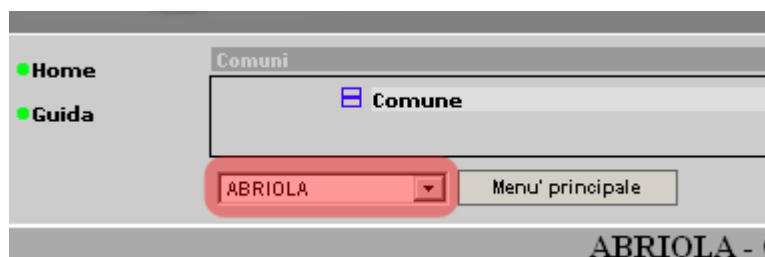 Comuni
Home
Comune
Guida
ABRIOLA
Menu' principale
ABRIOLA -